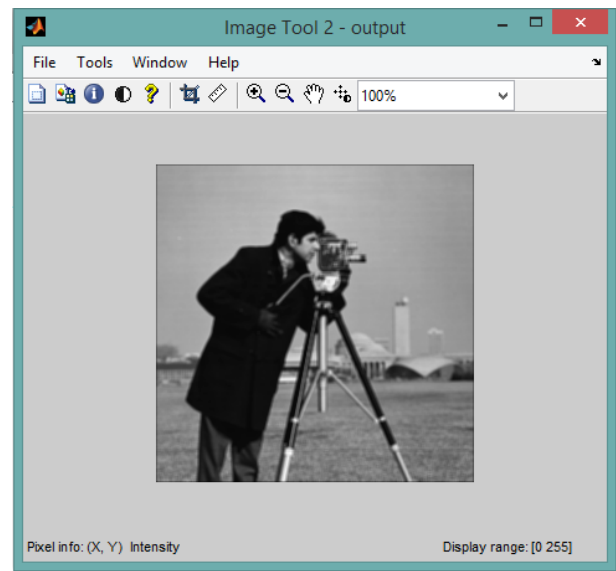 Image Tool 2 - output
File Tools Window Help
100%
Pixel info: (X, Y) Intensity Display range: [0 255]